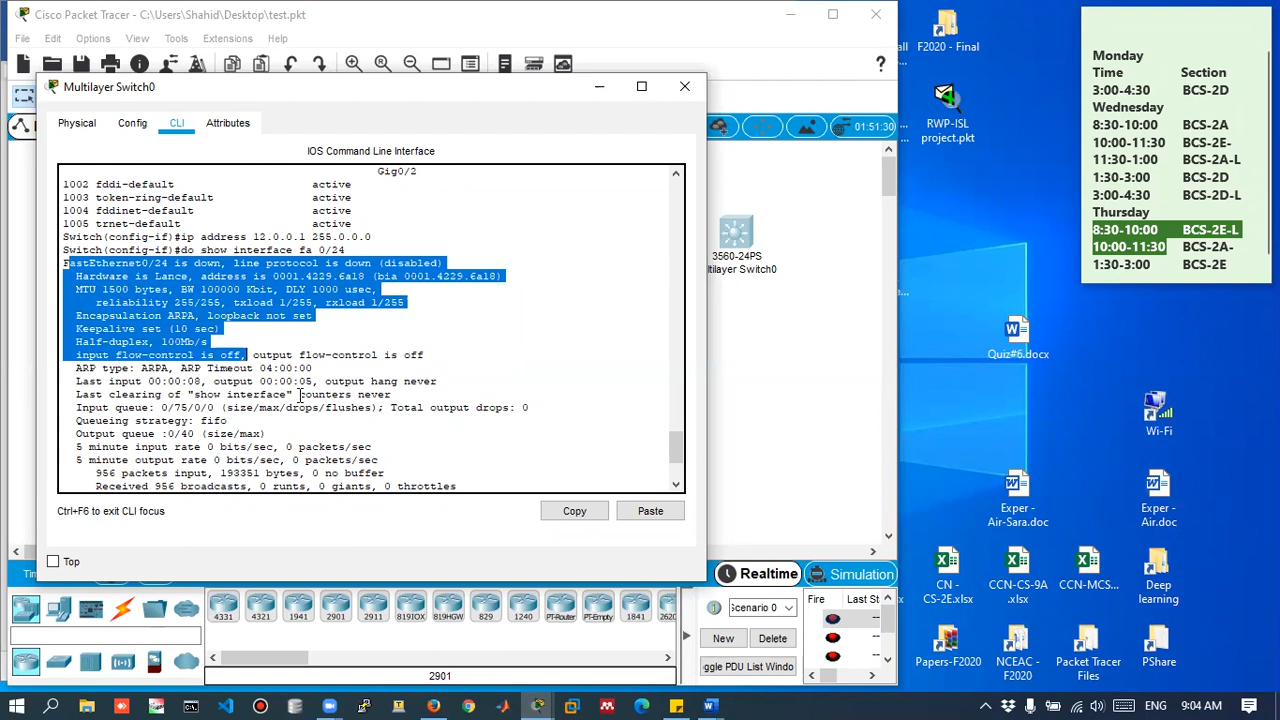 Cisco Packet Tracer - C:\Users\Shahid\Desktop\test.pkt
File Edit Options View Tools Extensions Help
Multilayer Switch0
Physical Config CLI Attributes
IOS Command Line Interface
Gig0/2
1002 fddi-default active
1003 token-ring-default active
1004 fddinet-default active
1005 trnet-default active
Switch(config-if)#ip address 12.0.0.1 255.0.0.0
Switch(config-if)#do show interface fa 0/24
FastEthernet0/24 is down, line protocol is down (disabled)
Hardware is Lance, address is 0001.4229.6a18 (bia 0001.4229.6a18)
MTU 1500 bytes, BW 100000 Kbit, DLY 1000 usec,
reliability 255/255, txload 1/255, rxload 1/255
Encapsulation ARPA, loopback not set
Keepalive set (10 sec)
Half-duplex, 100Mb/s
input flow-control is off, output flow-control is off
ARP type: ARPA, ARP Timeout 04:00:00
Last input 00:00:08, output 00:00:05, output hang never
Last clearing of "show interface" counters never
Input queue: 0/75/0/0 (size/max/drops/flushes); Total output drops: 0
Queueing strategy: fifo
Output queue :0/40 (size/max)
5 minute input rate 0 bits/sec, 0 packets/sec
5 minute output rate 0 bits/sec, 0 packets/sec
956 packets input, 193351 bytes, 0 no buffer
Received 956 broadcasts, 0 runts, 0 giants, 0 throttles
Ctrl+F6 to exit CLI focus
Copy Paste
Top
01:51:30
3560-24PS
ltilayer Switch0
Tim
Realtime Simulation
4331 4321 1941 2901 2911 819IOX 819HGW 829 1240 PT-Router PT-Empty 1841 2620
2901
Scenario 0
Fire Last St
New Delete
ggle PDU List Windo
F2020 - Final
RWP-ISL
project.pkt
Monday
Time Section
3:00-4:30 BCS-2D
Wednesday
8:30-10:00 BCS-2A
10:00-11:30 BCS-2E-
11:30-1:00 BCS-2A-L
1:30-3:00 BCS-2D
3:00-4:30 BCS-2D-L
Thursday
8:30-10:00 BCS-2E-L
10:00-11:30 BCS-2A-
1:30-3:00 BCS-2E
Quiz#6.docx
Wi-Fi
Exper -
Air-Sara.doc
Exper -
Air.doc
CN -
CS-2E.xlsx
CCN-CS-9A
.xlsx
CCN-MCS...
Deep
learning
Papers-F2020
NCEAC -
F2020
Packet Tracer
Files
PShare
ENG 9:04 AM